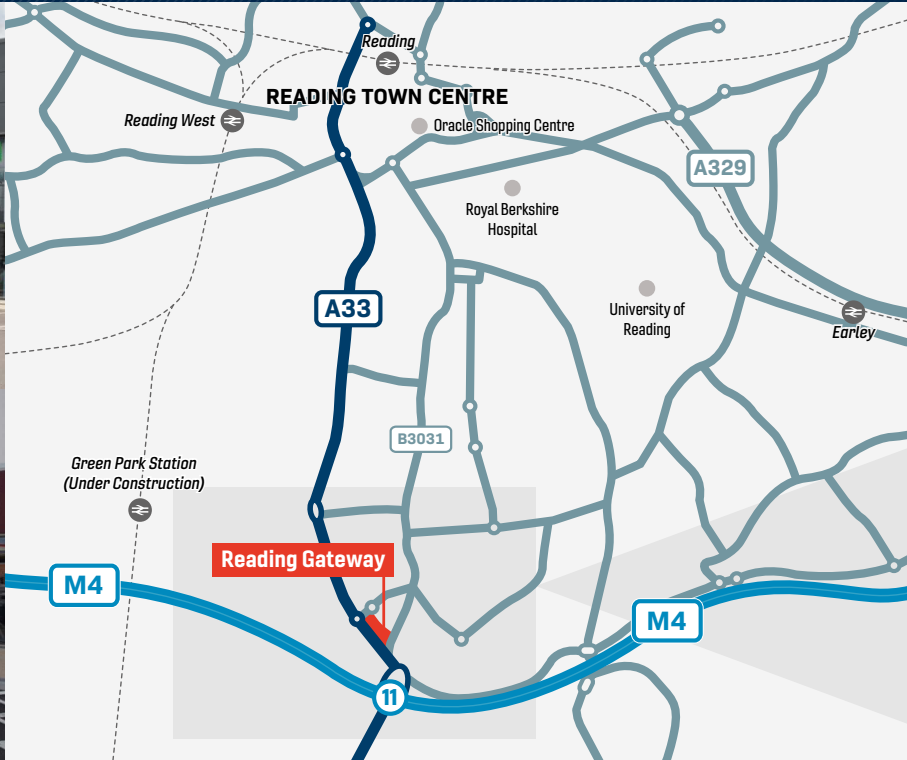 Reading
READING TOWN CENTRE
Reading West
Oracle Shopping Centre
A329
Royal Berkshire
Hospital
A33
University of
Reading
Earley
B3031
Green Park Station
(Under Construction)
Reading Gateway
M4
M4
11